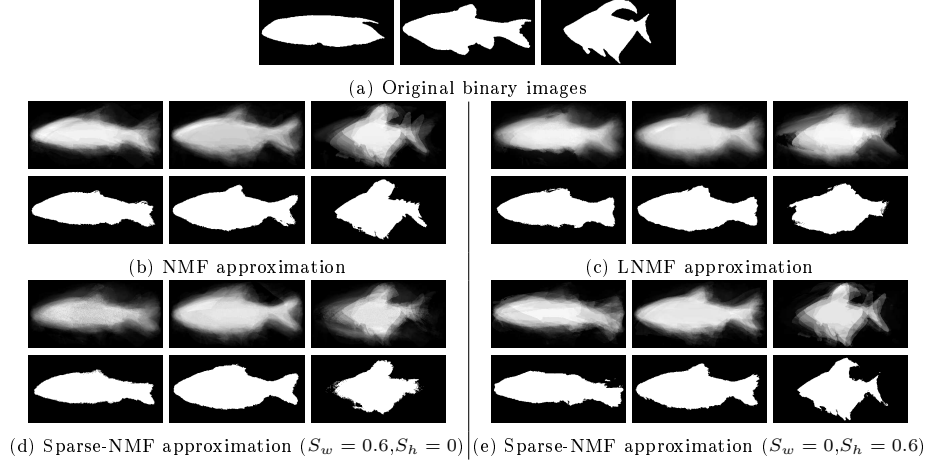 (a) Original binary images
(b) NMF approximation
(c) LNMF approximation
(d) Sparse-NMF approximation (S_w = 0.6,S_h = 0)
(e) Sparse-NMF approximation (S_w = 0,S_h = 0.6)